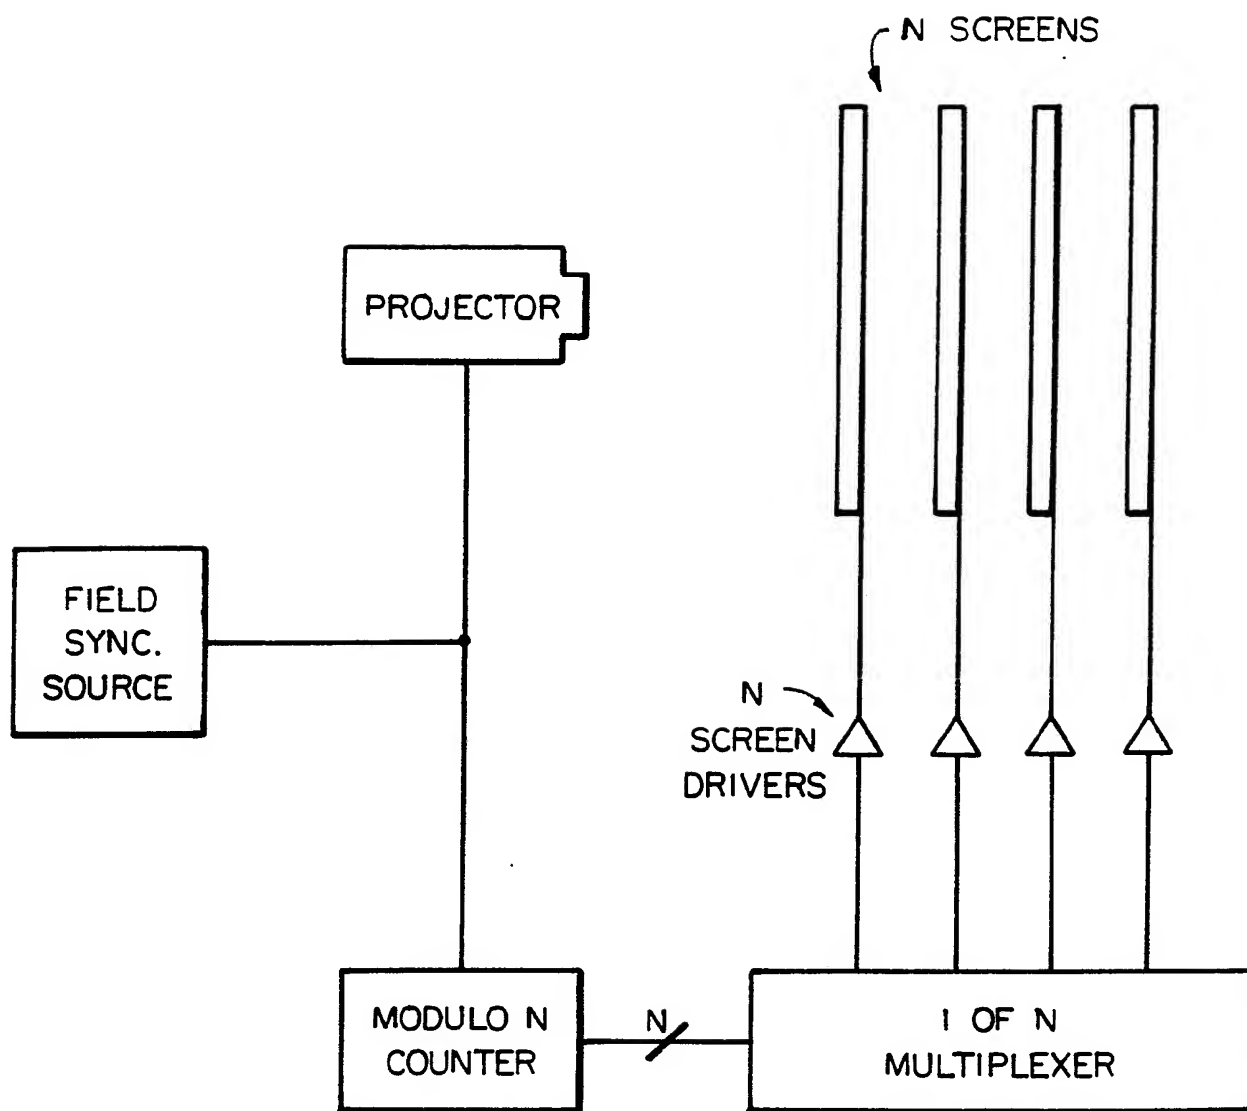 N SCREENS
PROJECTOR
FIELD
SYNC.
SOURCE
N
SCREEN
DRIVERS
MODULO N
COUNTER
N
1 OF N
MULTIPLEXER